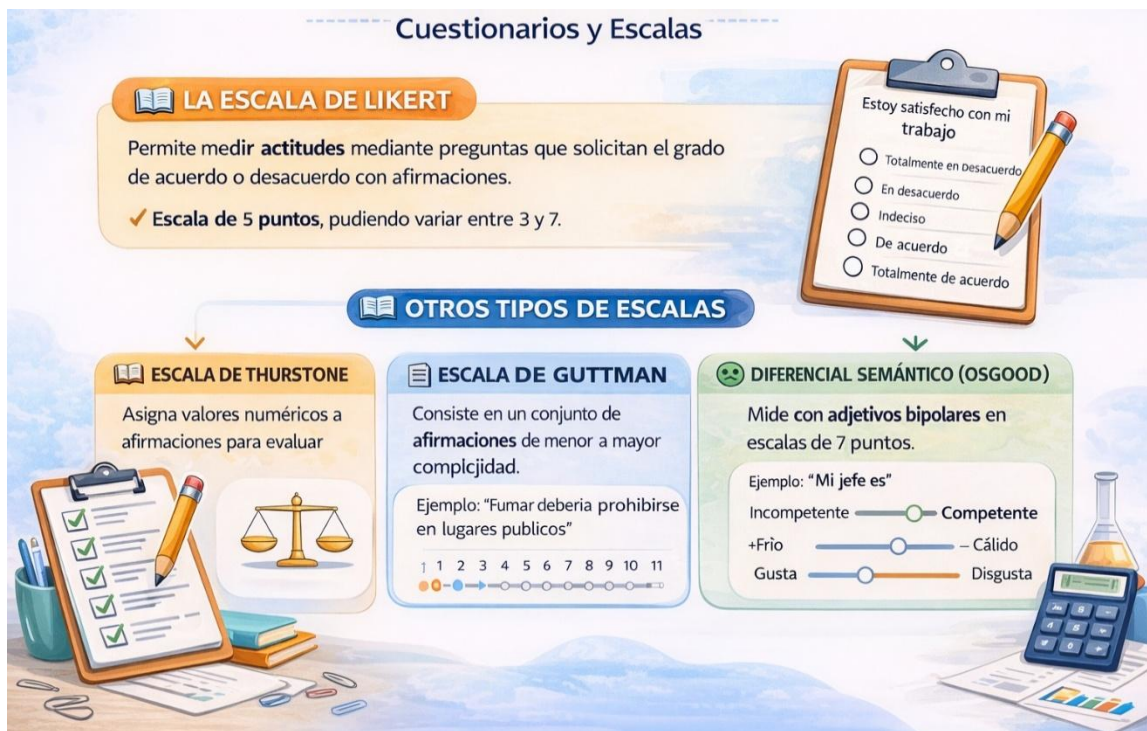 Cuestionarios y Escalas
LA ESCALA DE LIKERT
Permite medir actitudes mediante preguntas que solicitan el grado
de acuerdo o desacuerdo con afirmaciones.
✓ Escala de 5 puntos, pudiendo variar entre 3 y 7.
Estoy satisfecho con mi
trabajo
Totalmente en Desacuerdo
En desacuerdo
Indeciso
De acuerdo
Totalmente de acuerdo
OTROS TIPOS DE ESCALAS
ESCALA DE THURSTONE
Asigna valores numéricos a
afirmaciones para evaluar
ESCALA DE GUTTMAN
Consiste en un conjunto de
afirmaciones de menor a mayor
complcjidad.
Ejemplo: "Fumar deberia prohibirse
en lugares publicos"
1 1 2 3 4 5 6 7 8 9 10 11
DIFERENCIAL SEMÁNTICO (OSGOOD)
Mide con adjetivos bipolares en
escalas de 7 puntos.
Ejemplo: "Mi jefe es"
Incompetente Competente
+Frìo – Cálido
Gusta Disgusta